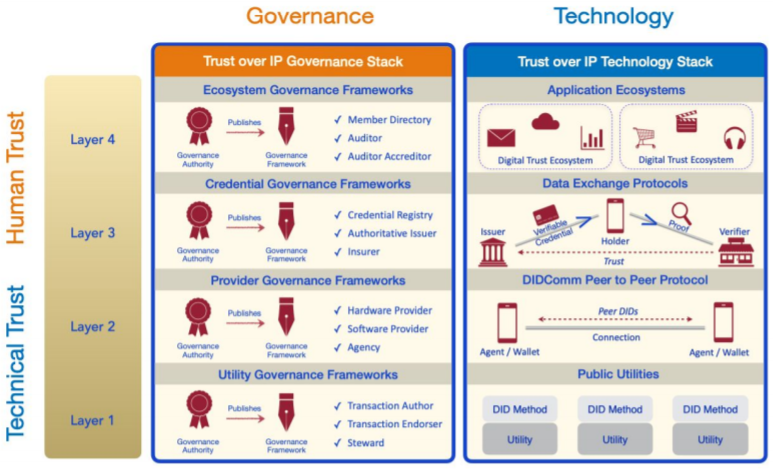 Governance
Technology
Human Trust
Technical Trust
Layer 4
Layer 3
Layer 2
Layer 1
Trust over IP Governance Stack
Ecosystem Governance Frameworks
Publishes
Governance
Authority
Governance
Framework
✓ Member Directory
✓ Auditor
✓ Auditor Accreditor
Credential Governance Frameworks
Publishes
Governance
Authority
Governance
Framework
✓ Credential Registry
✓ Authoritative Issuer
✓ Insurer
Provider Governance Frameworks
Publishes
Governance
Authority
Governance
Framework
✓ Hardware Provider
✓ Software Provider
✓ Agency
Utility Governance Frameworks
Publishes
Governance
Authority
Governance
Framework
✓ Transaction Author
✓ Transaction Endorser
✓ Steward
Trust over IP Technology Stack
Application Ecosystems
Digital Trust Ecosystem
Digital Trust Ecosystem
Data Exchange Protocols
Issuer
Verifiable
Credential
Holder
Proof
Verifier
Trust
DIDComm Peer to Peer Protocol
Peer DIDs
Connection
Agent / Wallet
Agent / Wallet
Public Utilities
DID Method
DID Method
DID Method
Utility
Utility
Utility